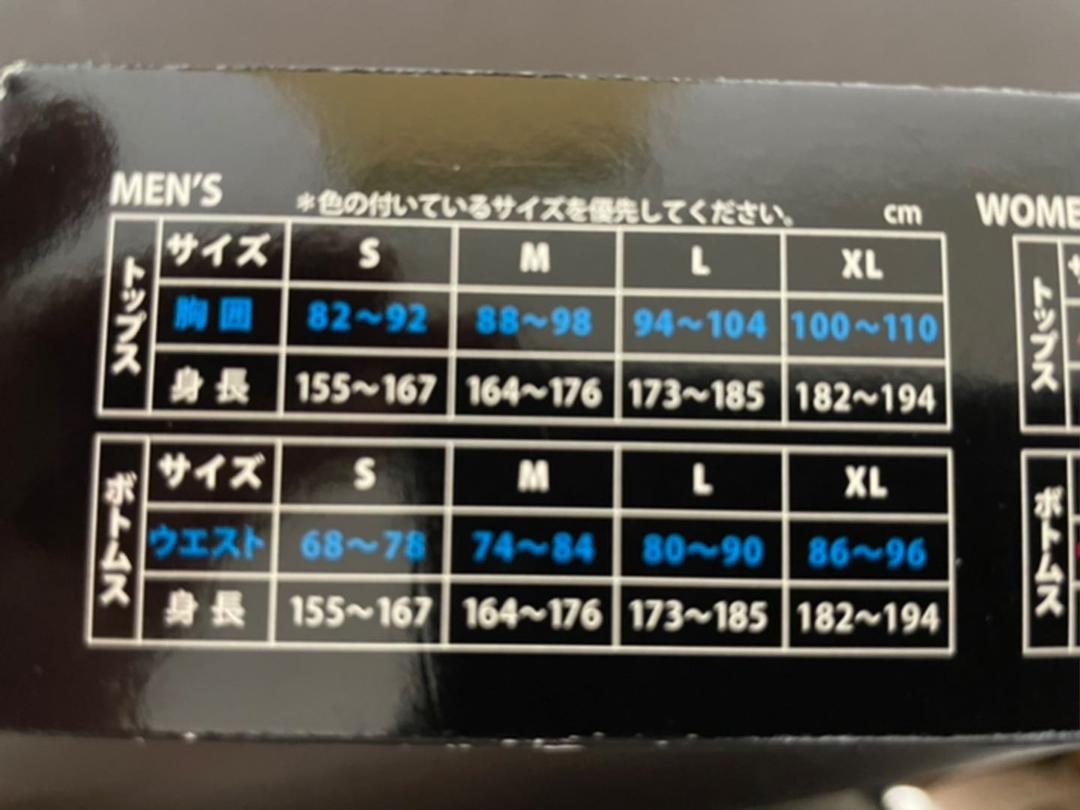 MEN'S
*色の付いているサイズを優先してください。 cm
トップス
サイズ S M L XL
胸囲 82〜92 88〜98 94〜104 100〜110
身長 155〜167 164〜176 173〜185 182〜194
ボトムス
サイズ S M L XL
ウエスト 68〜78 74〜84 80〜90 86〜96
身長 155〜167 164〜176 173〜185 182〜194
WOME
トップス
ボトムス